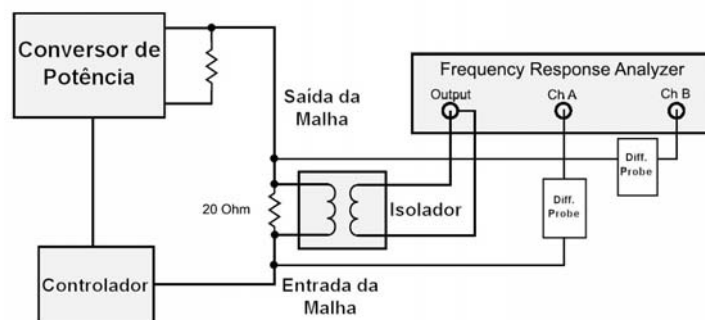 Conversor de
Potência
Frequency Response Analyzer
Output
Ch A
Ch B
Saída da
Malha
Diff.
Probe
Diff.
Probe
20 Ohm
Isolador
Controlador
Entrada da
Malha